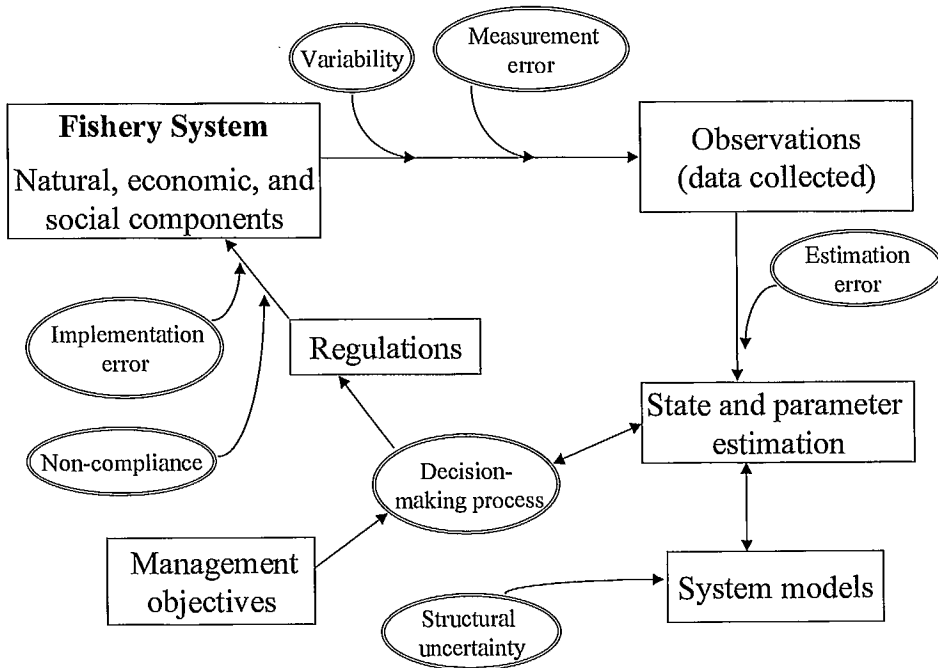 Variability
Measurement
error
Fishery System
Natural, economic, and
social components
Observations
(data collected)
Estimation
error
Implementation
error
Regulations
State and parameter
estimation
Non-compliance
Decision-
making process
Management
objectives
System models
Structural
uncertainty